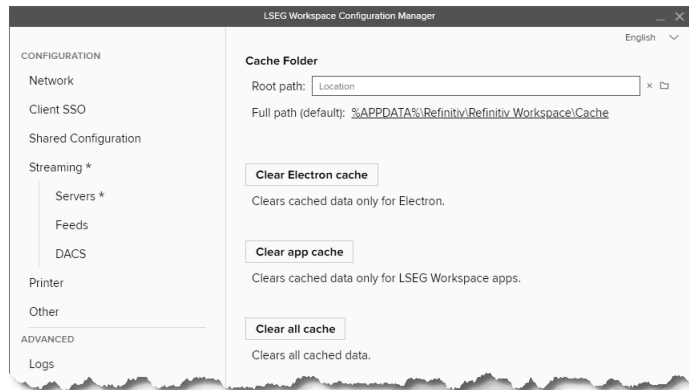 LSEG Workspace Configuration Manager
English
CONFIGURATION
Network
Client SSO
Shared Configuration
Streaming *
Servers *
Feeds
DACS
Printer
Other
ADVANCED
Logs
Cache Folder
Root path: Location
Full path (default): %APPDATA%\Refinitiv\Refinitiv Workspace\Cache
Clear Electron cache
Clears cached data only for Electron.
Clear app cache
Clears cached data only for LSEG Workspace apps.
Clear all cache
Clears all cached data.